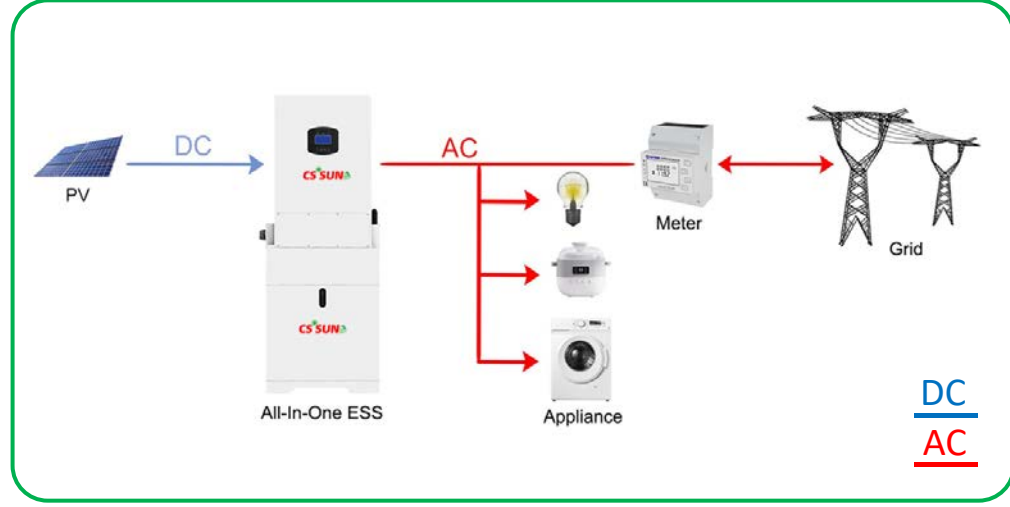 DC
AC
PV
CS SUN
Meter
Grid
CS SUN
All-In-One ESS
Appliance
DC
AC